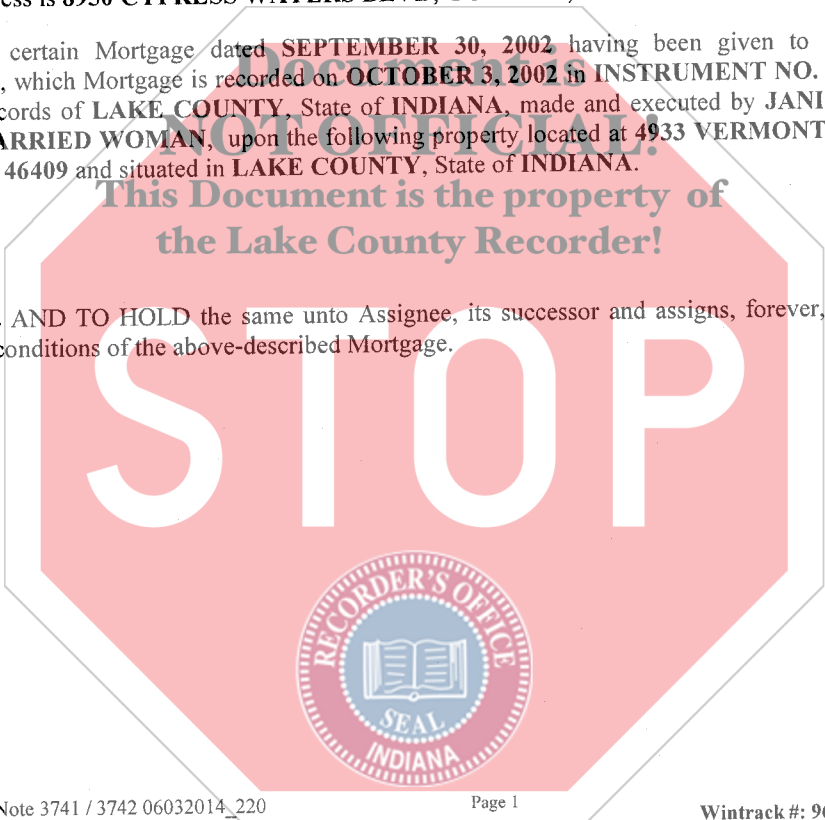 certain Mortgage dated SEPTEMBER 30, 2002 having been given to
, which Mortgage is recorded on OCTOBER 3, 2002 in INSTRUMENT NO.
cords of LAKE COUNTY, State of INDIANA, made and executed by JANI
ARRIED WOMAN, upon the following property located at 4933 VERMONT
46409 and situated in LAKE COUNTY, State of INDIANA.
Document is
NOT OFFICIAL!
This Document is the property of
the Lake County Recorder!
AND TO HOLD the same unto Assignee, its successor and assigns, forever,
conditions of the above-described Mortgage.
STOP
RECORDER'S OFFICE
SEAL
INDIANA
Note 3741 / 3742 06032014_220
Page 1
Wintrack #: 96